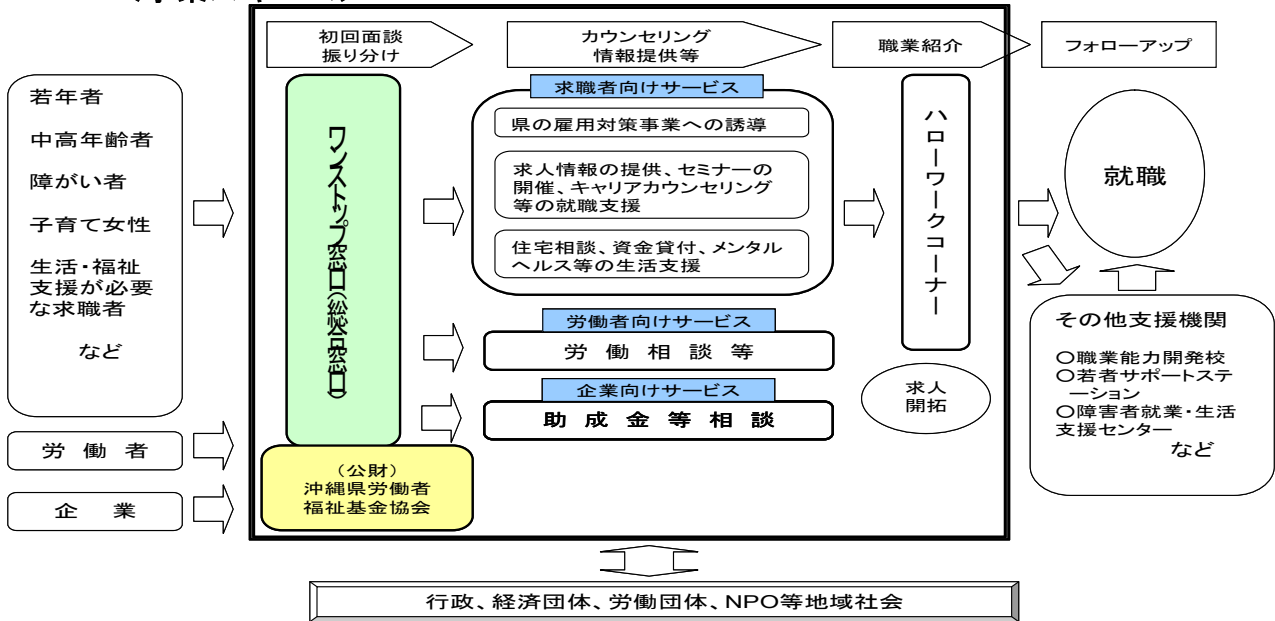 初回面談
振り分け
カウンセリング
情報提供等
職業紹介
フォローアップ
若年者
中高年齢者
障がい者
子育て女性
生活・福祉
支援が必要
な求職者
など
労働者
企業
ワンストップ窓口(総合窓口)
(公財)
沖縄県労働者
福祉基金協会
求職者向けサービス
県の雇用対策事業への誘導
求人情報の提供、セミナーの
開催、キャリアカウンセリング
等の就職支援
住宅相談、資金貸付、メンタル
ヘルス等の生活支援
労働者向けサービス
労働相談等
企業向けサービス
助成金等相談
ハローワークコーナー
求人
開拓
就職
その他支援機関
○職業能力開発校
○若者サポートステ
ーション
○障害者就業・生活
支援センター
など
行政、経済団体、労働団体、NPO等地域社会